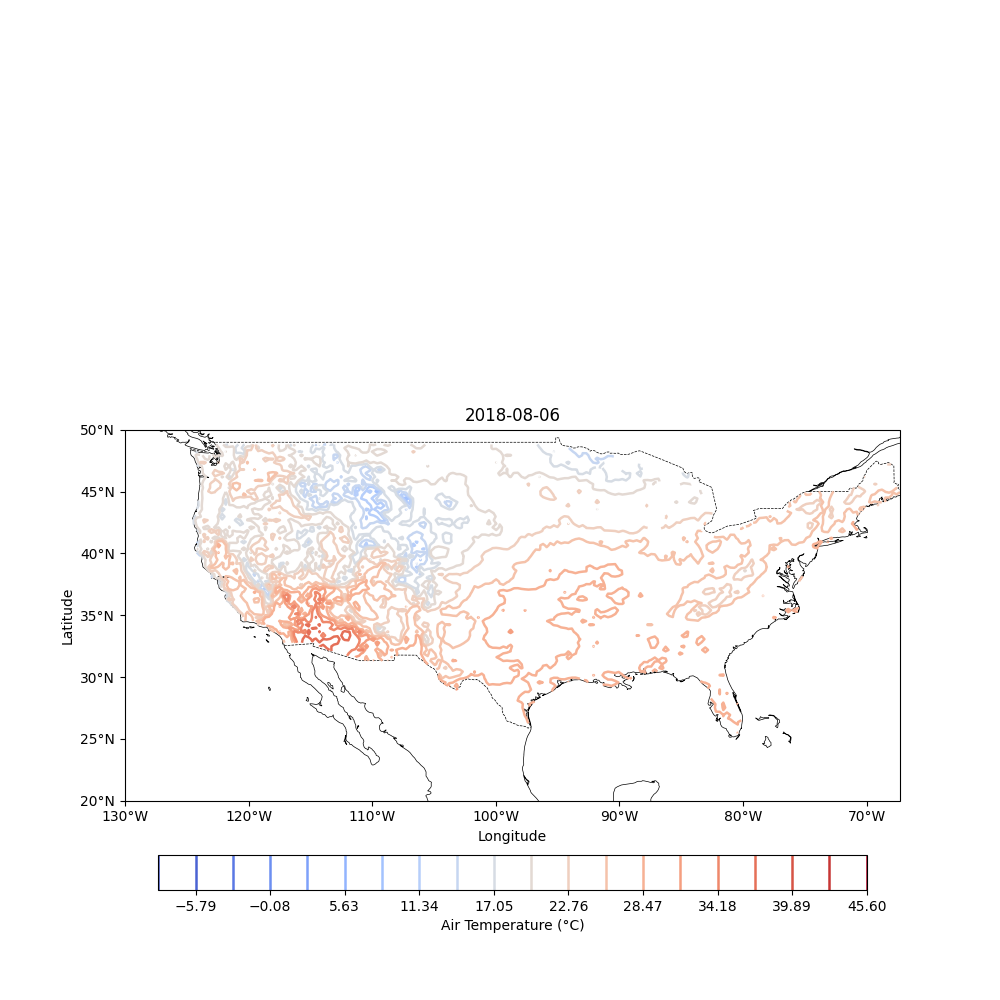 2018-08-06
50°N
45°N
40°N
35°N
30°N
25°N
20°N
Latitude
130°W 120°W 110°W 100°W 90°W 80°W 70°W
Longitude
−5.79 −0.08 5.63 11.34 17.05 22.76 28.47 34.18 39.89 45.60
Air Temperature (°C)